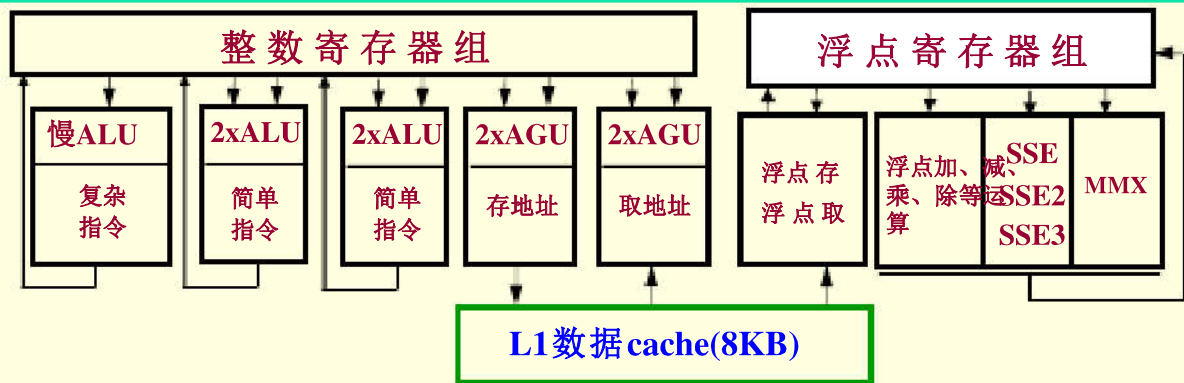 整数寄存器组
浮点寄存器组
慢ALU
复杂
指令
2xALU
简单
指令
2xALU
简单
指令
2xAGU
存地址
2xAGU
取地址
浮点存
浮点取
浮点加、减、
乘、除等运
算
SSE
SSE2
SSE3
MMX
L1数据cache(8KB)